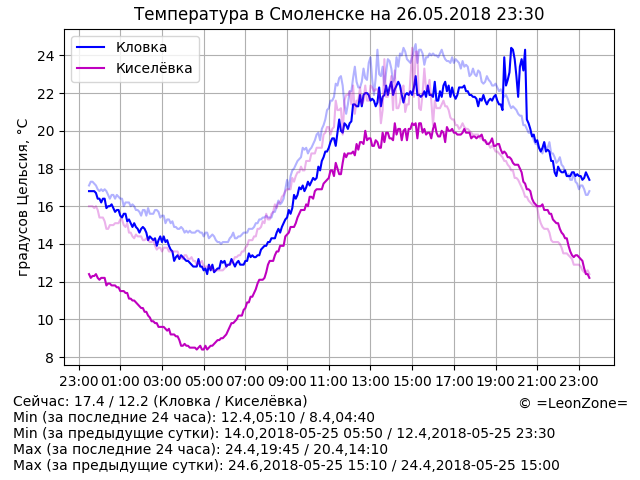 Температура в Смоленске на 26.05.2018 23:30
Кловка
Киселёвка
градусов Цельсия, °C
24
22
20
18
16
14
12
10
8
23:00 01:00 03:00 05:00 07:00 09:00 11:00 13:00 15:00 17:00 19:00 21:00 23:00
Сейчас: 17.4 / 12.2 (Кловка / Киселёвка)
© =LeonZone=
Min (за последние 24 часа): 12.4,05:10 / 8.4,04:40
Min (за предыдущие сутки): 14.0,2018-05-25 05:50 / 12.4,2018-05-25 23:30
Max (за последние 24 часа): 24.4,19:45 / 20.4,14:10
Max (за предыдущие сутки): 24.6,2018-05-25 15:10 / 24.4,2018-05-25 15:00